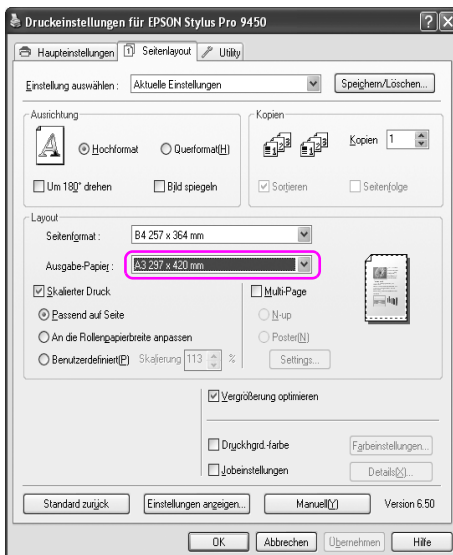 Druckeinstellungen für EPSON Stylus Pro 9450
Haupteinstellungen Seitenlayout Utility
Einstellung auswählen : Aktuelle Einstellungen Speichern/Löschen...
Ausrichtung
Hochformat Querformat(H)
Um 180° drehen Bild spiegeln
Kopien
Kopien 1
Sortieren Seitenfolge
Layout
Seitenformat : B4 257 x 364 mm
Ausgabe-Papier : A3 297 x 420 mm
Skalierter Druck
Passend auf Seite
An die Rollenpapierbreite anpassen
Benutzerdefiniert(P) Skalierung 113 %
Multi-Page
N-up
Poster(N)
Settings...
Vergrößerung optimieren
Druckhgrd.-farbe Farbeinstellungen...
Jobeinstellungen Details(X)...
Standard zurück Einstellungen anzeigen... Manuell(Y) Version 6.50
OK Abbrechen Übernehmen Hilfe